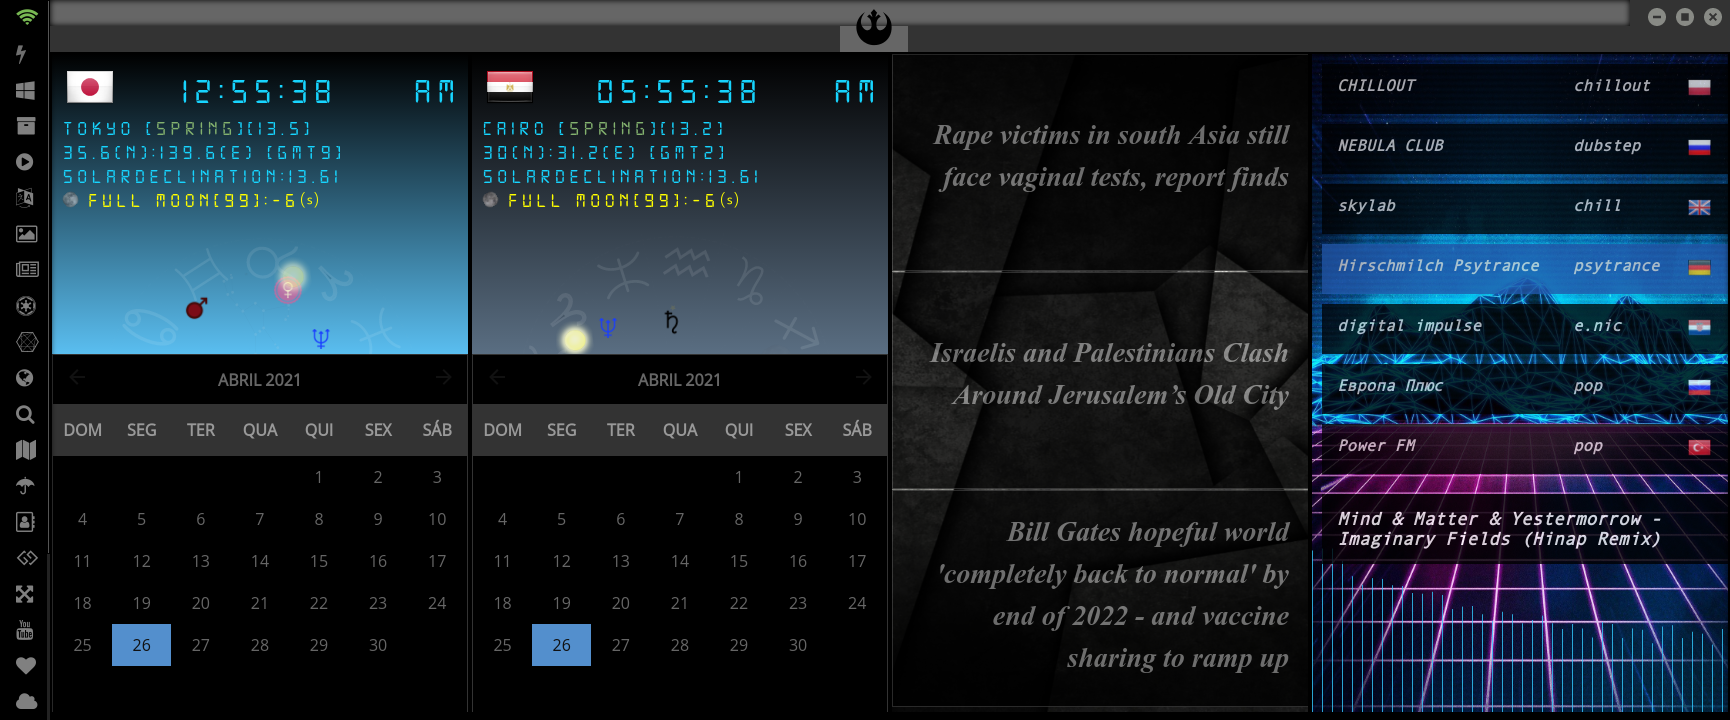 12:55:38 AM
TOKYO [SPRING][13.5]
35.6(N):139.6(E) [GMT9]
SOLARDECLINATION:13.61
FULL MOON[99]:-6(s)
ABRIL 2021
DOM SEG TER QUA QUI SEX SÁB
1 2 3
4 5 6 7 8 9 10
11 12 13 14 15 16 17
18 19 20 21 22 23 24
25 26 27 28 29 30
05:55:38 AM
CAIRO [SPRING][13.2]
30(N):31.2(E) [GMT2]
SOLARDECLINATION:13.61
FULL MOON[99]:-6(s)
ABRIL 2021
DOM SEG TER QUA QUI SEX SÁB
1 2 3
4 5 6 7 8 9 10
11 12 13 14 15 16 17
18 19 20 21 22 23 24
25 26 27 28 29 30
Rape victims in south Asia still
face vaginal tests, report finds
Israelis and Palestinians Clash
Around Jerusalem’s Old City
Bill Gates hopeful world
'completely back to normal' by
end of 2022 - and vaccine
sharing to ramp up
CHILLOUT chillout
NEBULA CLUB dubstep
skylab chill
Hirschmilch Psytrance psytrance
digital impulse e.nic
Европа Плюс pop
Power FM pop
Mind & Matter & Yestermorrow -
Imaginary Fields (Hinap Remix)
You
Tube